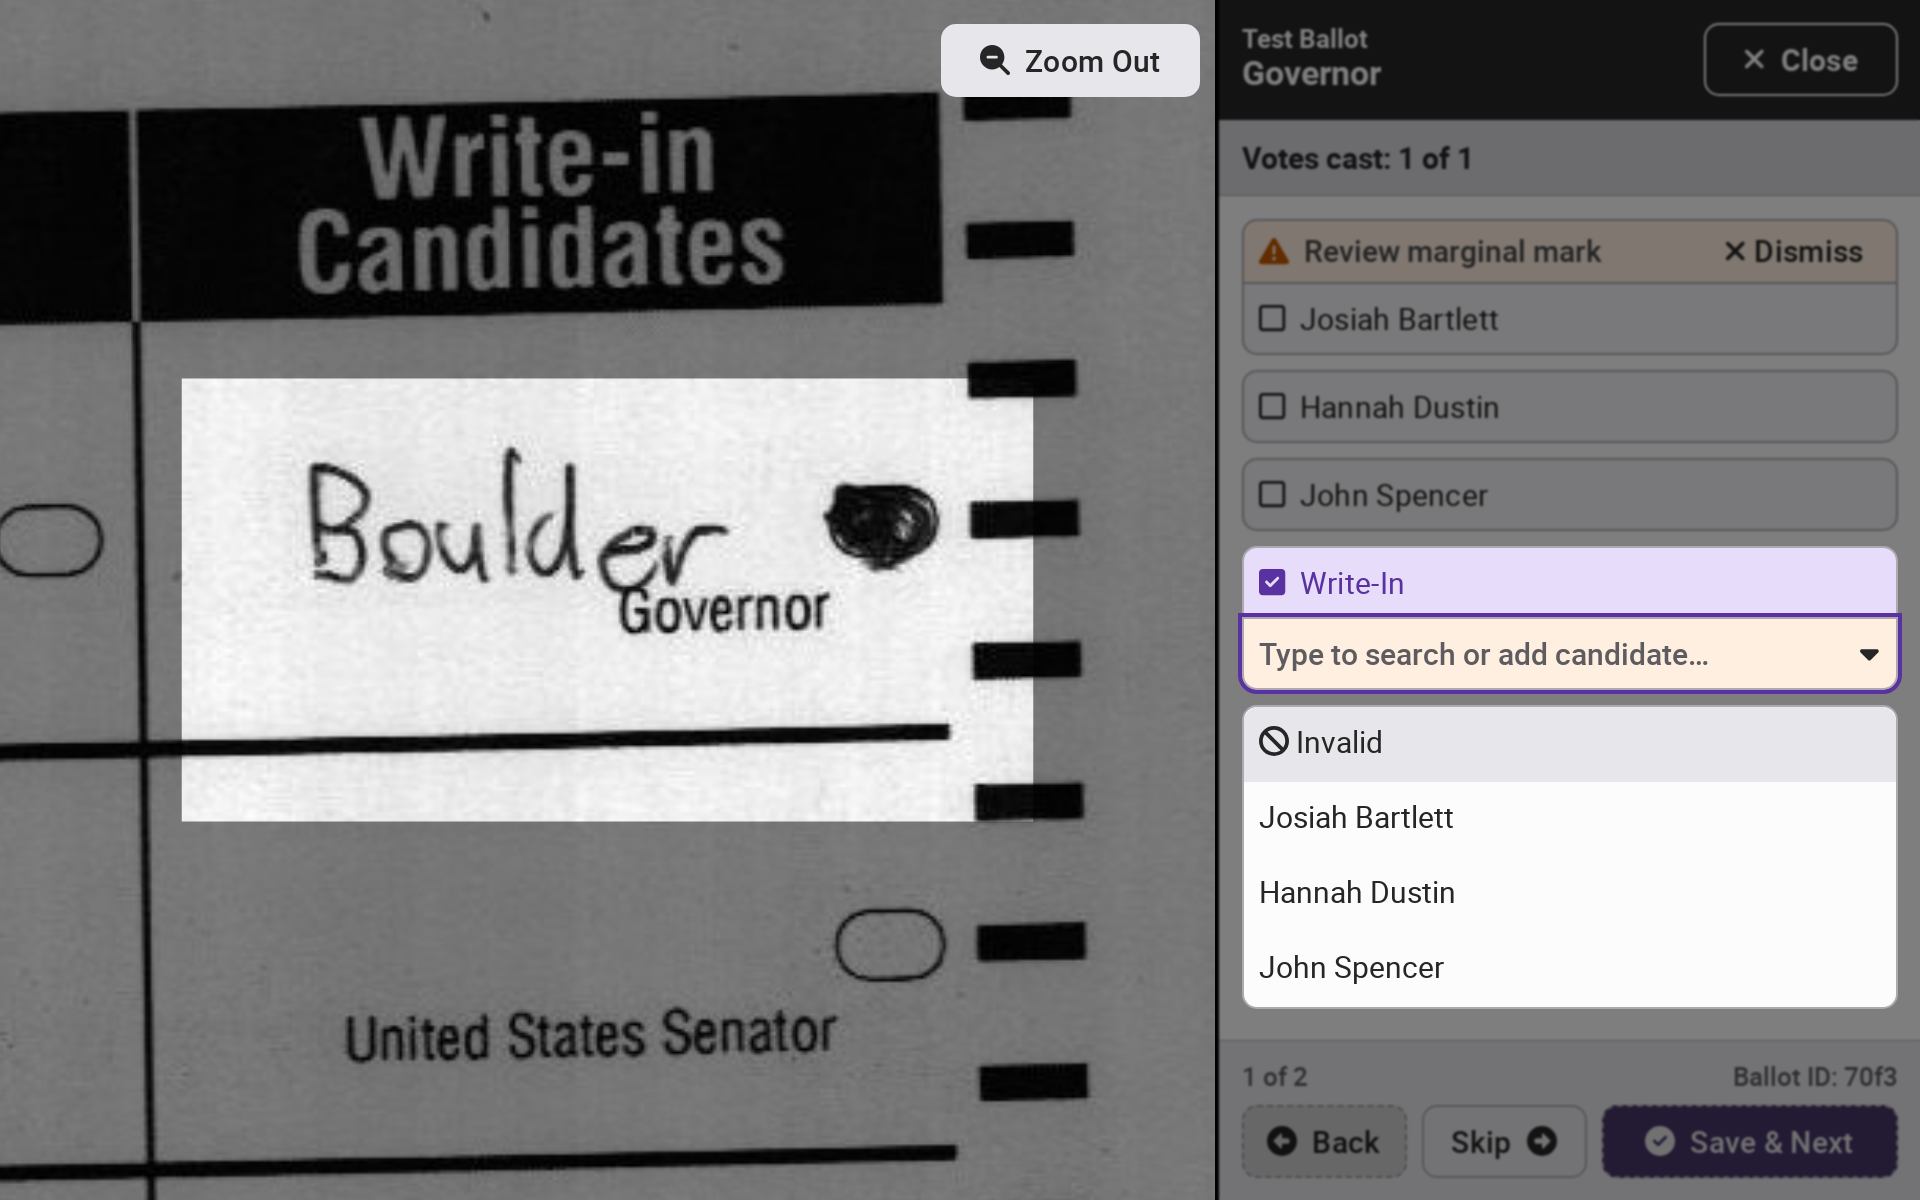 Zoom Out
Write-in
Candidates
Boulder
Governor
United States Senator
Test Ballot
Governor
Close
Votes cast: 1 of 1
Review marginal mark
Dismiss
Josiah Bartlett
Hannah Dustin
John Spencer
Write-In
Type to search or add candidate…
Invalid
Josiah Bartlett
Hannah Dustin
John Spencer
1 of 2
Ballot ID: 70f3
Back
Skip
Save & Next